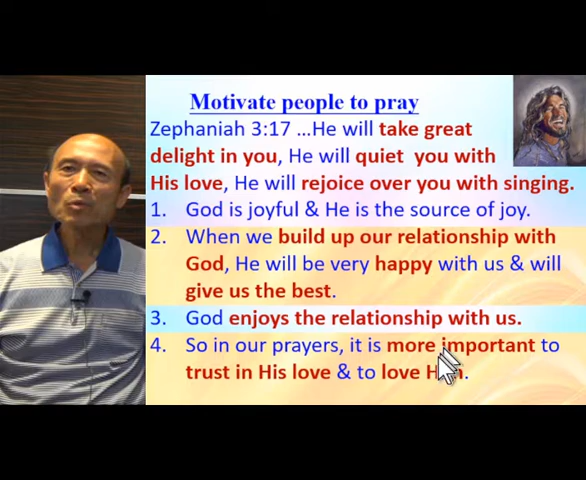 Motivate people to pray
Zephaniah 3:17 ...He will take great
delight in you, He will quiet you with
His love, He will rejoice over you with singing.
1. God is joyful & He is the source of joy.
2. When we build up our relationship with
God, He will be very happy with us & will
give us the best.
3. God enjoys the relationship with us.
4. So in our prayers, it is more important to
trust in His love & to love Him.